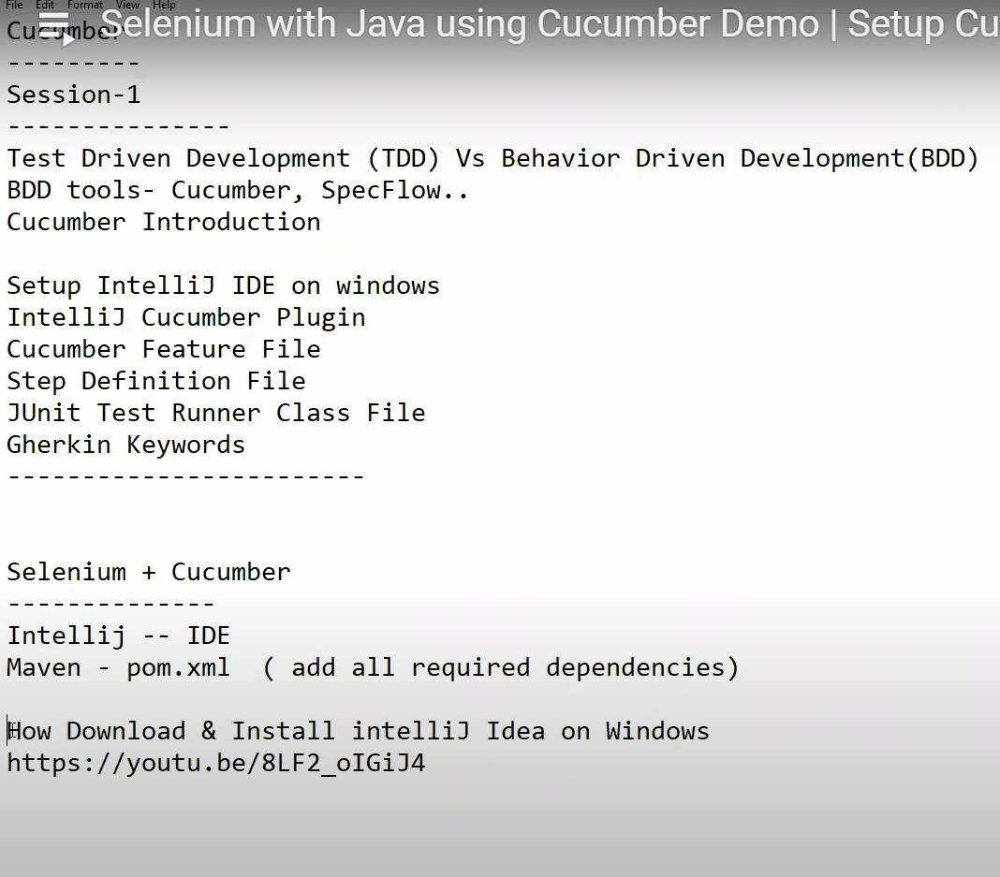 File Edit Format View Help
Selenium with Java using Cucumber Demo | Setup Cu
Cucumber
---------
Session-1
---------------
Test Driven Development (TDD) Vs Behavior Driven Development(BDD)
BDD tools- Cucumber, SpecFlow..
Cucumber Introduction
Setup IntelliJ IDE on windows
IntelliJ Cucumber Plugin
Cucumber Feature File
Step Definition File
JUnit Test Runner Class File
Gherkin Keywords
------------------------
Selenium + Cucumber
--------------
Intellij -- IDE
Maven - pom.xml  ( add all required dependencies)
How Download & Install intelliJ Idea on Windows
https://youtu.be/8LF2_oIGiJ4